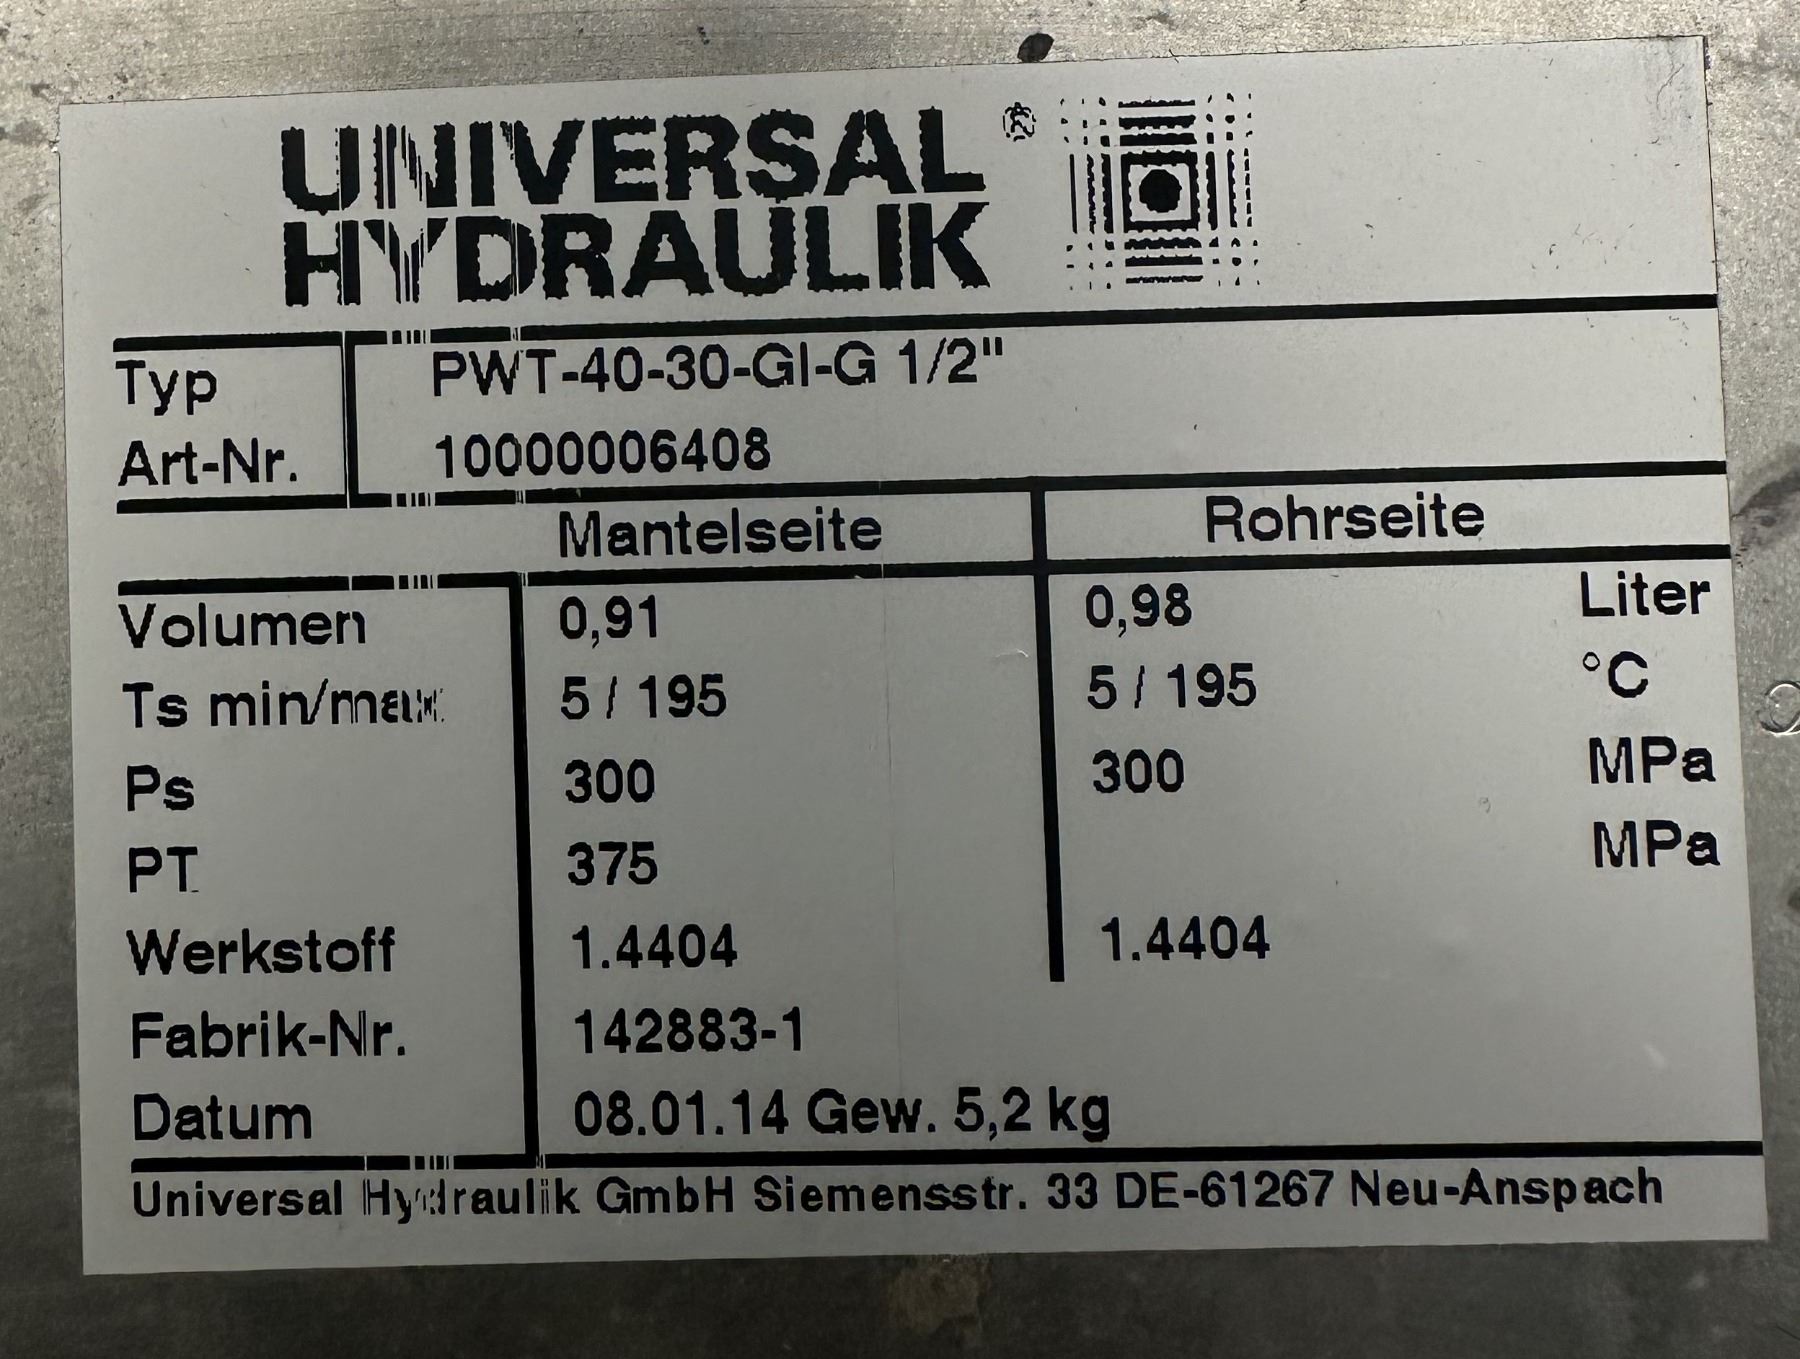 UNIVERSAL ®
HYDRAULIK
Typ PWT-40-30-GI-G 1/2"
Art-Nr. 10000006408
Mantelseite Rohrseite
Volumen 0,91 0,98 Liter
Ts min/max 5 / 195 5 / 195 °C
Ps 300 300 MPa
PT 375 MPa
Werkstoff 1.4404 1.4404
Fabrik-Nr. 142883-1
Datum 08.01.14 Gew. 5,2 kg
Universal Hydraulik GmbH Siemensstr. 33 DE-61267 Neu-Anspach